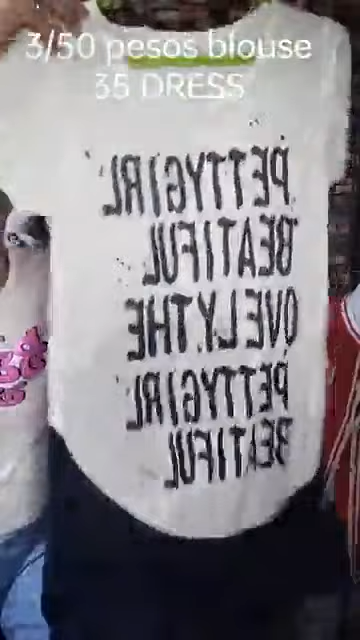 3/50 pesos blouse
35 DRESS
PETTYGIRL
BEATIFUL
OVELY.THE
PETTYGIRL
BEATIFUL